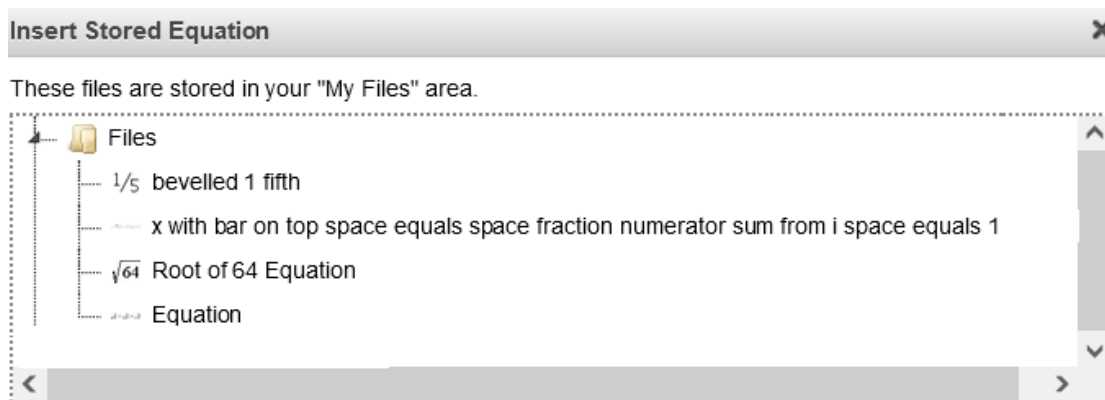 Insert Stored Equation
These files are stored in your "My Files" area.
Files
1/5 bevelled 1 fifth
x with bar on top space equals space fraction numerator sum from i space equals 1
√64 Root of 64 Equation
Equation